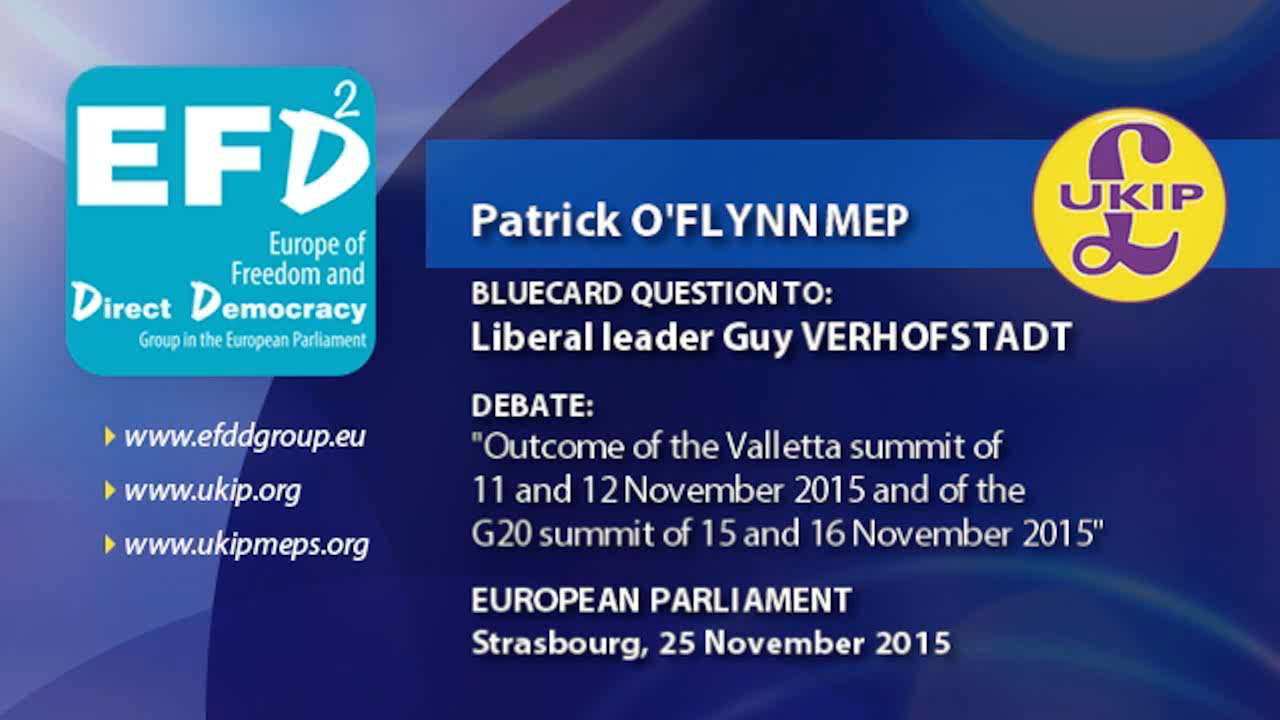 EFD2
Europe of
Freedom and
Direct Democracy
Group in the European Parliament
www.efddgroup.eu
www.ukip.org
www.ukipmeps.org
Patrick O'FLYNN MEP
£
UKIP
BLUECARD QUESTION TO:
Liberal leader Guy VERHOFSTADT
DEBATE:
"Outcome of the Valletta summit of
11 and 12 November 2015 and of the
G20 summit of 15 and 16 November 2015"
EUROPEAN PARLIAMENT
Strasbourg, 25 November 2015